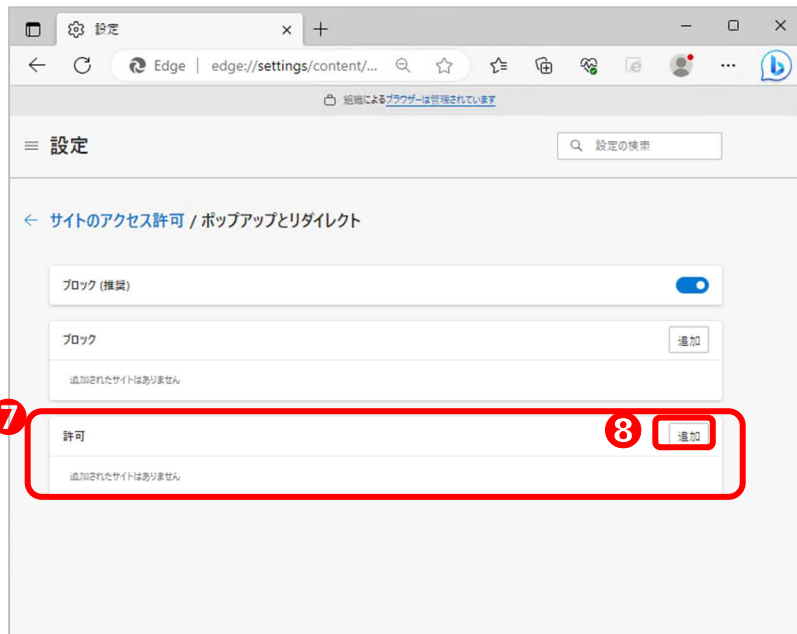 設定
Edge | edge://settings/content/...
組織によるブラウザーは管理されています
設定
設定の検索
サイトのアクセス許可 / ポップアップとリダイレクト
ブロック (推奨)
ブロック
追加
追加されたサイトはありません
7
許可
8
追加
追加されたサイトはありません